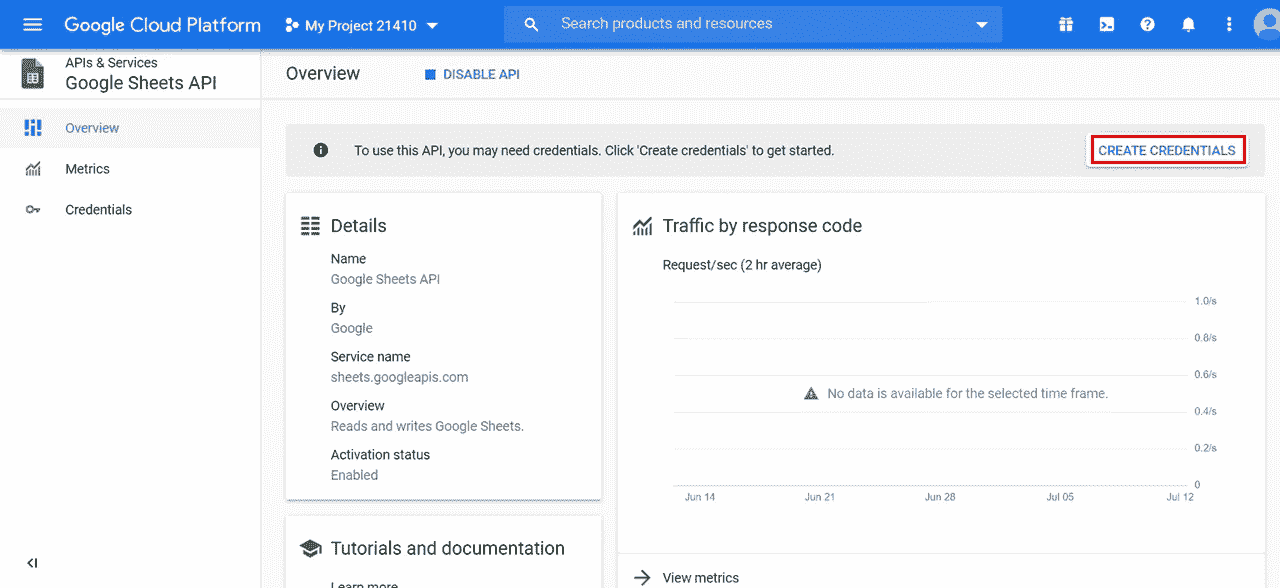 Google Cloud Platform
My Project 21410
Search products and resources
APIs & Services
Google Sheets API
Overview
Metrics
Credentials
Overview
DISABLE API
To use this API, you may need credentials. Click 'Create credentials' to get started.
CREATE CREDENTIALS
Details
Name
Google Sheets API
By
Google
Service name
sheets.googleapis.com
Overview
Reads and writes Google Sheets.
Activation status
Enabled
Tutorials and documentation
Learn more
Traffic by response code
Request/sec (2 hr average)
1.0/s
0.8/s
0.6/s
No data is available for the selected time frame.
0.4/s
0.2/s
0
Jun 14
Jun 21
Jun 28
Jul 05
Jul 12
View metrics